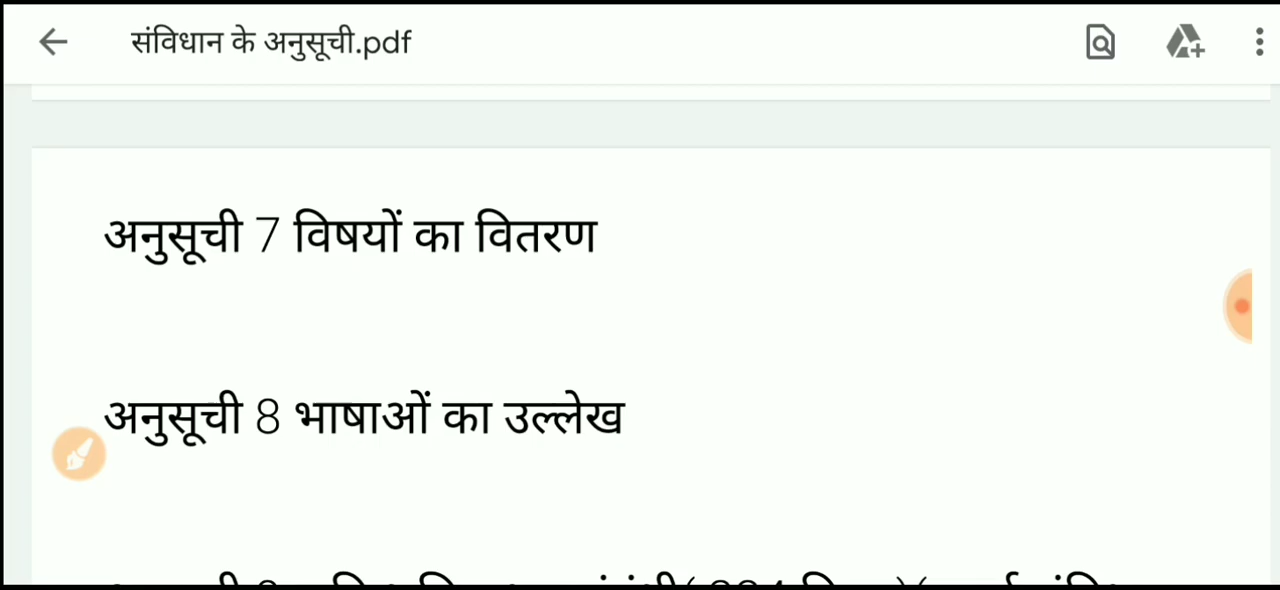 संविधान के अनुसूची.pdf
अनुसूची 7 विषयों का वितरण
अनुसूची 8 भाषाओं का उल्लेख